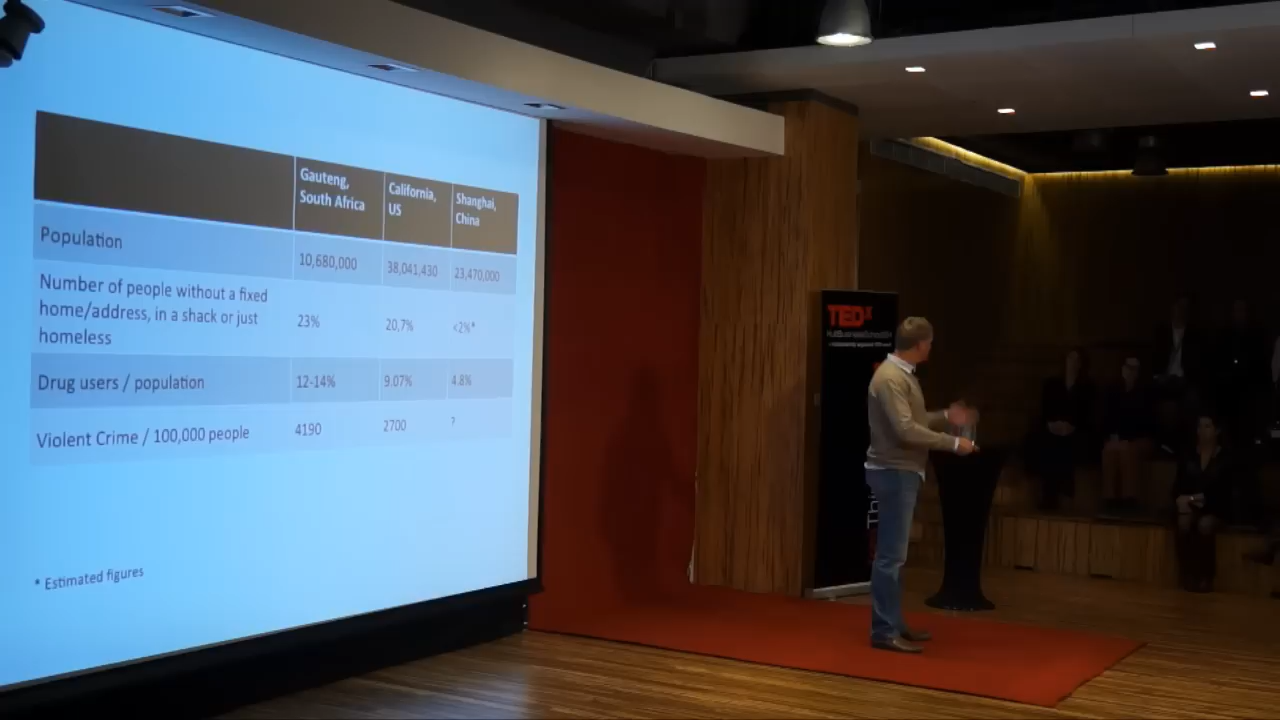 Gauteng,
South Africa
California,
US
Shanghai,
China
Population
10,680,000
38,041,430
23,470,000
Number of people without a fixed
home/address, in a shack or just
homeless
23%
20,7%
<2%*
Drug users / population
12-14%
9.07%
4.8%
Violent Crime / 100,000 people
4190
2700
?
* Estimated figures
TEDx